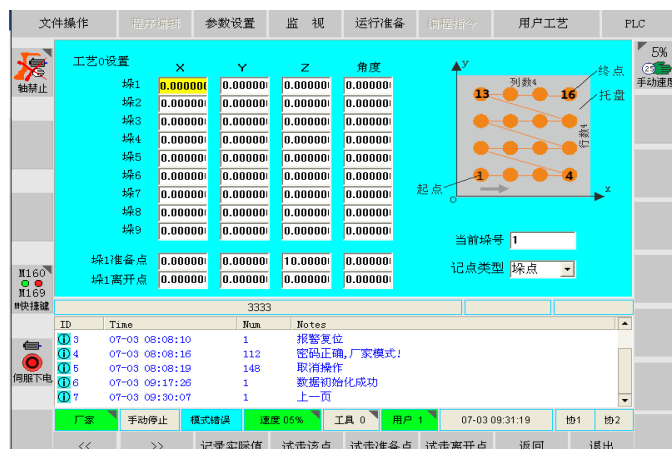 文件操作 程序编辑 参数设置 监 视 运行准备 编程指令 用户工艺 PLC
轴禁止
M160
M169
M快捷键
伺服下电
5%
手动速度
工艺0设置
X Y Z 角度
垛1 0.00000 0.00000 0.00000 0.00000
垛2 0.00000 0.00000 0.00000 0.00000
垛3 0.00000 0.00000 0.00000 0.00000
垛4 0.00000 0.00000 0.00000 0.00000
垛5 0.00000 0.00000 0.00000 0.00000
垛6 0.00000 0.00000 0.00000 0.00000
垛7 0.00000 0.00000 0.00000 0.00000
垛8 0.00000 0.00000 0.00000 0.00000
垛9 0.00000 0.00000 0.00000 0.00000
垛1准备点 0.00000 0.00000 10.0000 0.00000
垛1离开点 0.00000 0.00000 0.00000 0.00000
y
列数4
终点
13 16
托盘
行数4
起点
1 4
O
x
当前垛号 1
记点类型 垛点
3333
ID Time Num Notes
3 07-03 08:08:10 1 报警复位
4 07-03 08:08:16 112 密码正确,厂家模式!
5 07-03 08:08:19 148 取消操作
6 07-03 09:17:26 1 数据初始化成功
7 07-03 09:30:07 1 上一页
厂家 手动停止 模式错误 速度 05% 工具 0 用户 1 07-03 09:31:19 协1 协2
<< >> 记录实际值 试走该点 试走准备点 试走离开点 返回 退出